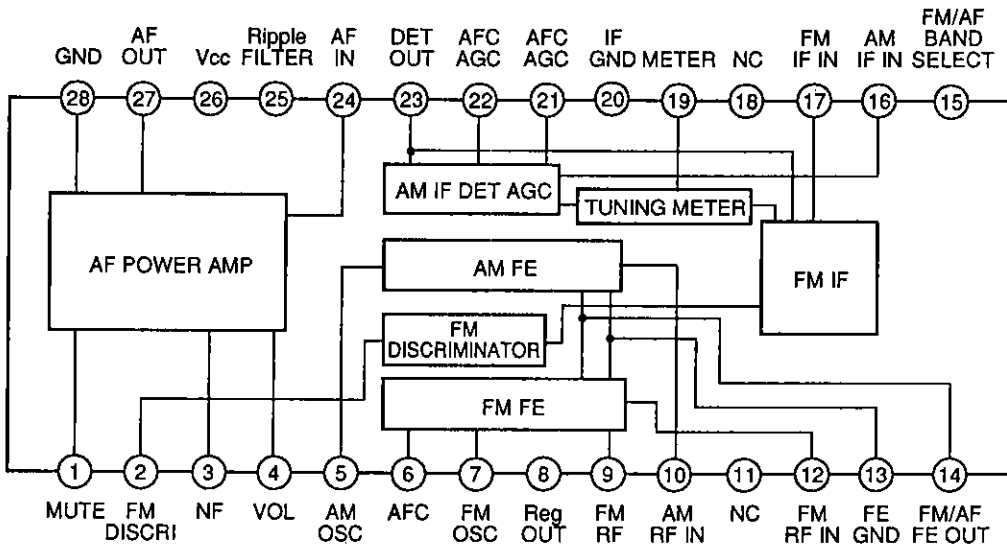 GND
AF
OUT
Vcc
Ripple
FILTER
AF
IN
DET
OUT
AFC
AGC
AFC
AGC
IF
GND
METER
NC
FM
IF IN
AM
IF IN
FM/AF
BAND
SELECT
28
27
26
25
24
23
22
21
20
19
18
17
16
15
AM IF DET AGC
TUNING METER
AF POWER AMP
AM FE
FM IF
FM
DISCRIMINATOR
FM FE
1
2
3
4
5
6
7
8
9
10
11
12
13
14
MUTE
FM
DISCRI
NF
VOL
AM
OSC
AFC
FM
OSC
Reg
OUT
FM
RF
AM
RF IN
NC
FM
RF IN
FE
GND
FM/AF
FE OUT